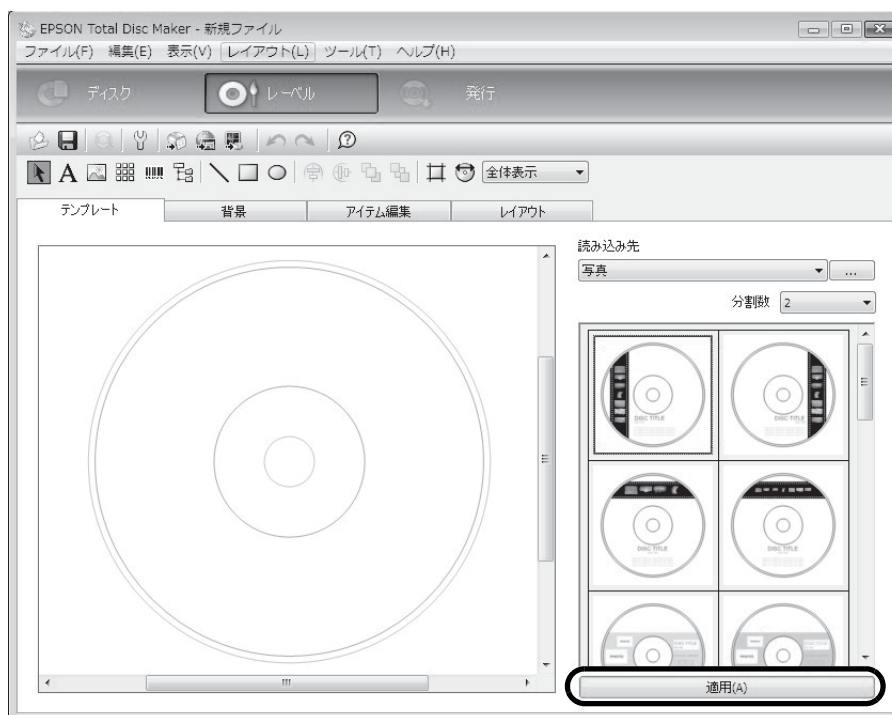 EPSON Total Disc Maker - 新規ファイル
ファイル(F) 編集(E) 表示(V) レイアウト(L) ツール(T) ヘルプ(H)
ディスク レーベル 発行
A 全体表示
テンプレート 背景 アイテム編集 レイアウト
読み込み先
写真 ...
分割数 2
DISC TITLE
DISC TITLE DISC TITLE
適用(A)